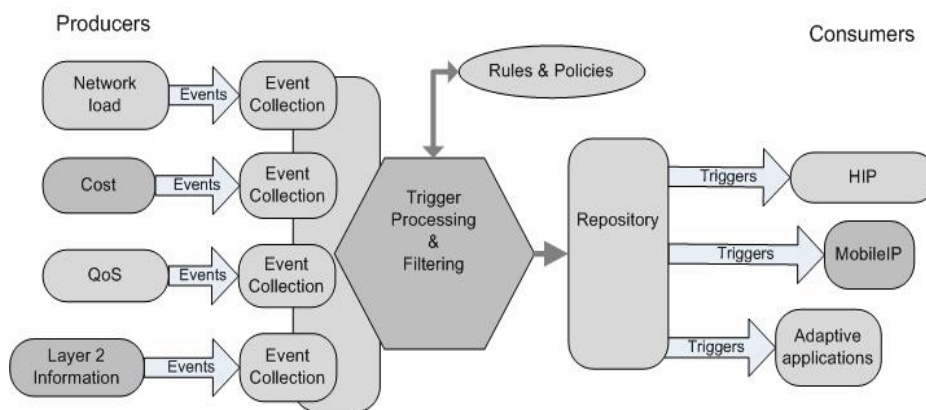 Producers
Consumers
Network
load
Events
Event
Collection
Rules & Policies
Cost
Events
Event
Collection
Trigger
Processing
&
Filtering
Repository
Triggers
HIP
QoS
Events
Event
Collection
Triggers
MobileIP
Layer 2
Information
Events
Event
Collection
Triggers
Adaptive
applications